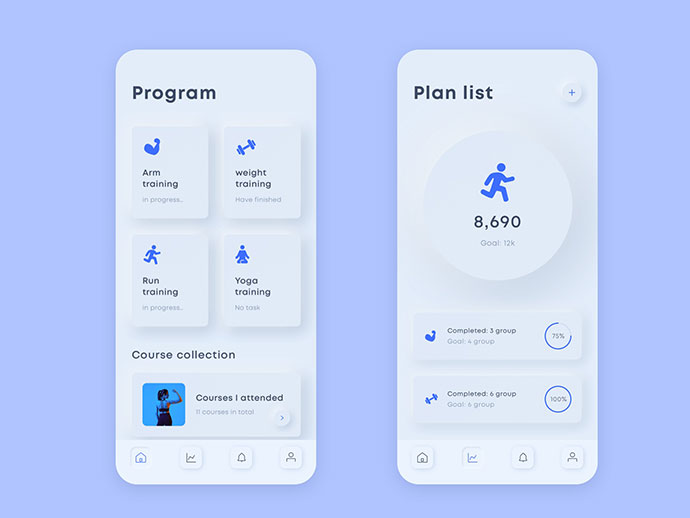 Program
Arm
training
in progress..
weight
training
Have finished
Run
training
in progress..
Yoga
training
No task
Course collection
Courses I attended
11 courses in total
Plan list
8,690
Goal: 12k
Completed: 3 group
Goal: 4 group
75%
Completed: 6 group
Goal: 6 group
100%